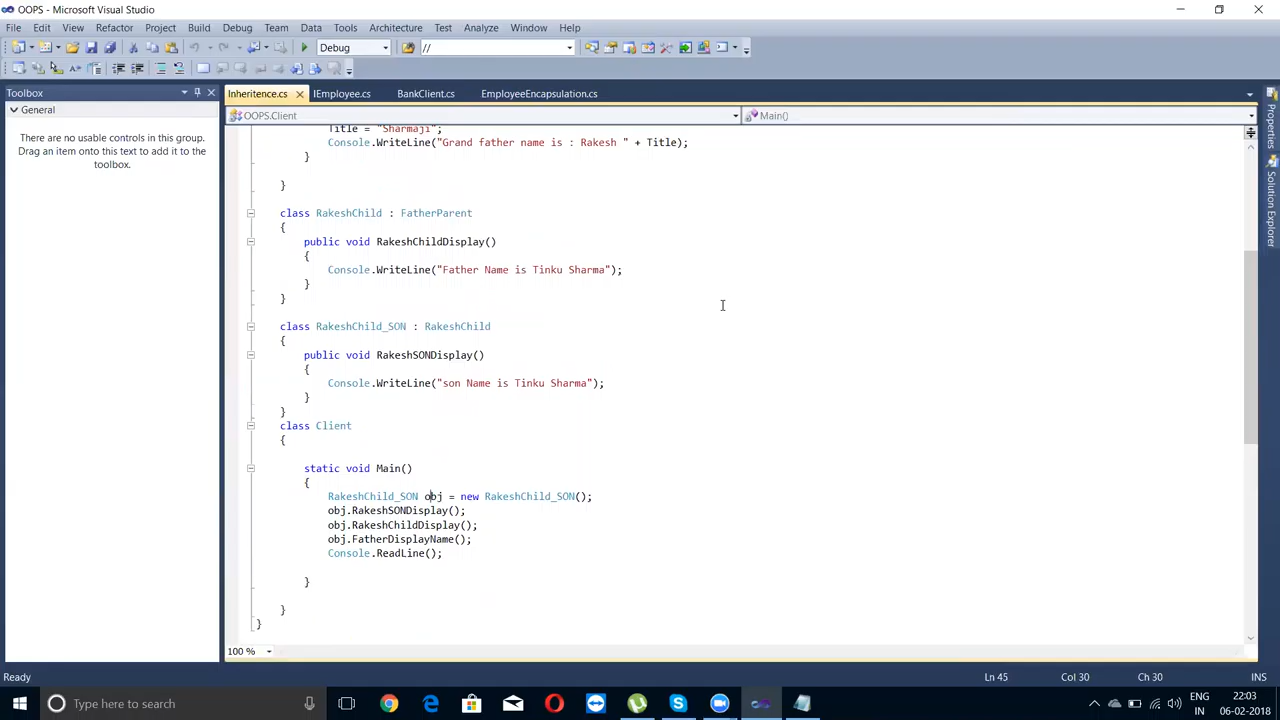 OOPS - Microsoft Visual Studio
File Edit View Refactor Project Build Debug Team Data Tools Architecture Test Analyze Window Help
Debug //
Toolbox
General
There are no usable controls in this group.
Drag an item onto this text to add it to the
toolbox.
Inheritence.cs IEmployee.cs BankClient.cs EmployeeEncapsulation.cs
OOPS.Client Main()
Title = "Sharmaji";
Console.WriteLine("Grand father name is : Rakesh " + Title);
}
}
class RakeshChild : FatherParent
{
public void RakeshChildDisplay()
{
Console.WriteLine("Father Name is Tinku Sharma");
}
}
class RakeshChild_SON : RakeshChild
{
public void RakeshSONDisplay()
{
Console.WriteLine("son Name is Tinku Sharma");
}
}
class Client
{
static void Main()
{
RakeshChild_SON obj = new RakeshChild_SON();
obj.RakeshSONDisplay();
obj.RakeshChildDisplay();
obj.FatherDisplayName();
Console.ReadLine();
}
}
}
100 %
Properties
Solution Explorer
Ready Ln 45 Col 30 Ch 30 INS
Type here to search
ENG
IN
22:03
06-02-2018